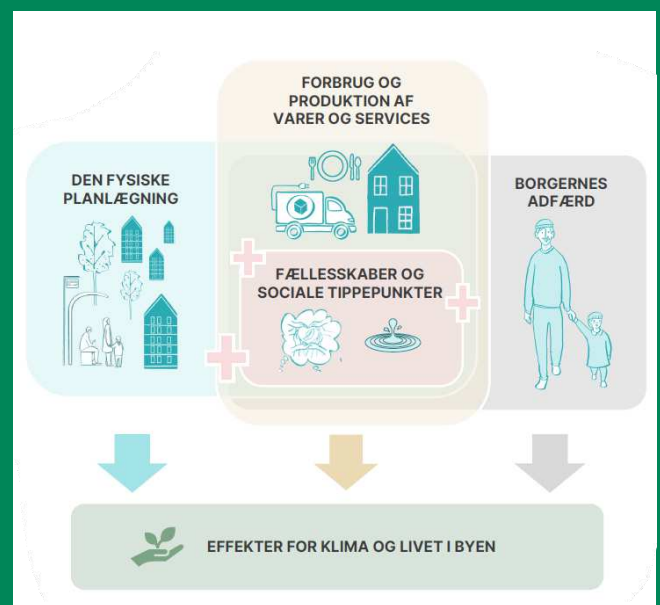 FORBRUG OG
PRODUKTION AF
VARER OG SERVICES
DEN FYSISKE
PLANLÆGNING
BORGERNES
ADFÆRD
FÆLLESSKABER OG
SOCIALE TIPPEPUNKTER
EFFEKTER FOR KLIMA OG LIVET I BYEN